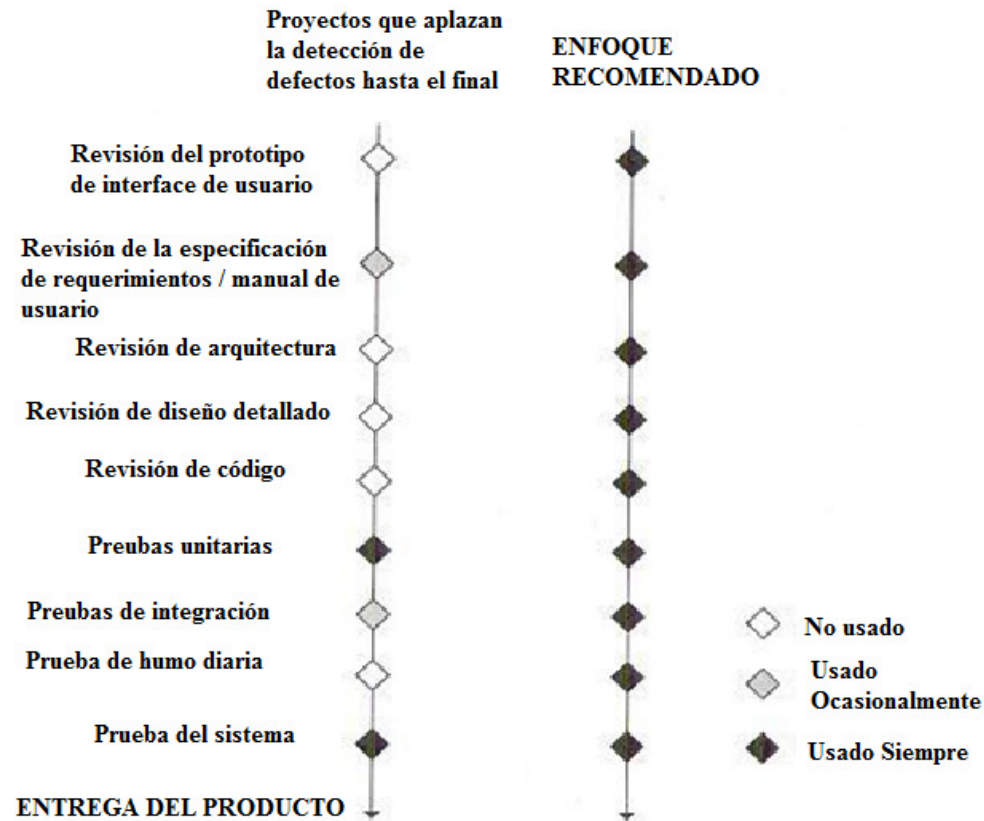 Proyectos que aplazan
la detección de
defectos hasta el final
ENFOQUE
RECOMENDADO
Revisión del prototipo
de interface de usuario
Revisión de la especificación
de requerimientos / manual de
usuario
Revisión de arquitectura
Revisión de diseño detallado
Revisión de código
Preubas unitarias
Preubas de integración
Prueba de humo diaria
Prueba del sistema
ENTREGA DEL PRODUCTO
No usado
Usado
Ocasionalmente
Usado Siempre